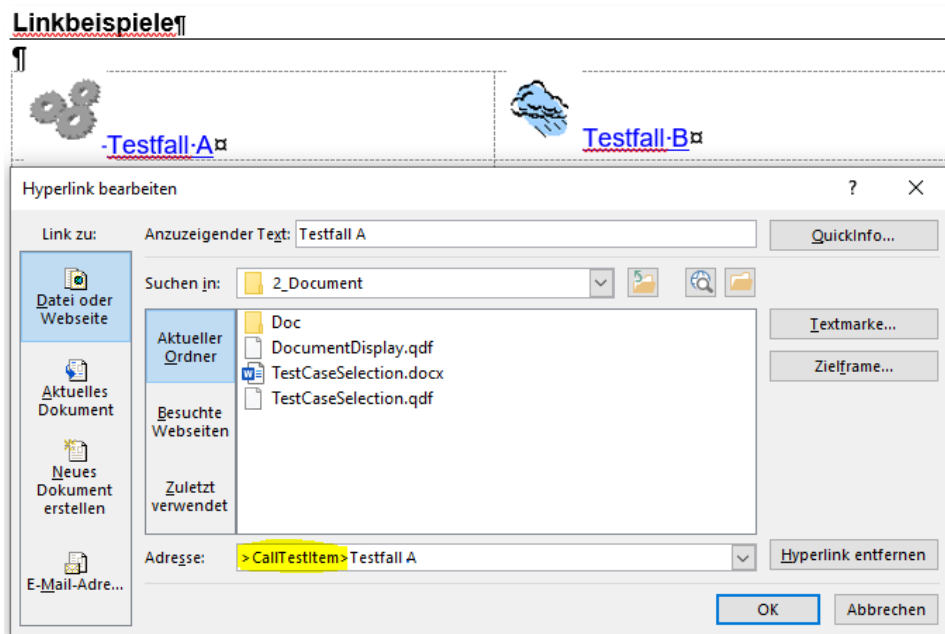 Linkbeispiele¶
¶
-Testfall·A¤
Testfall·B¤
Hyperlink bearbeiten
?
Link zu:
Anzuzeigender Text: Testfall A
QuickInfo...
Datei oder
Webseite
Suchen in: 2_Document
Aktueller
Ordner
Doc
DocumentDisplay.qdf
TestCaseSelection.docx
TestCaseSelection.qdf
Textmarke...
Zielframe...
Aktuelles
Dokument
Besuchte
Webseiten
Neues
Dokument
erstellen
Zuletzt
verwendet
E-Mail-Adre...
Adresse: >CallTestItem>Testfall A
Hyperlink entfernen
OK Abbrechen